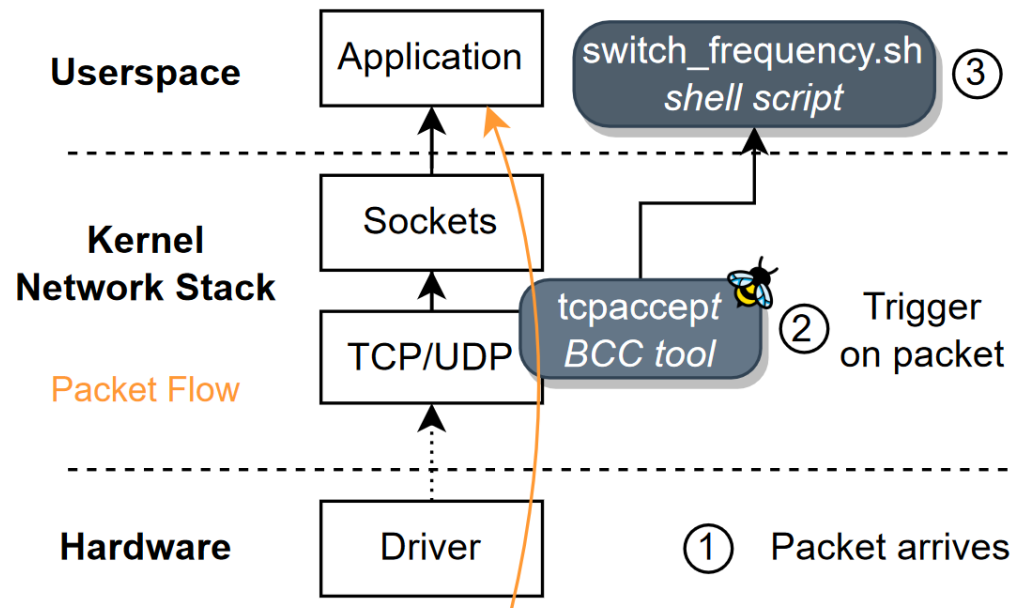 Userspace
Application
switch_frequency.sh
shell script
3
Kernel
Network Stack
Sockets
tcpaccept
BCC tool
2
Trigger
on packet
TCP/UDP
Packet Flow
Hardware
Driver
1
Packet arrives